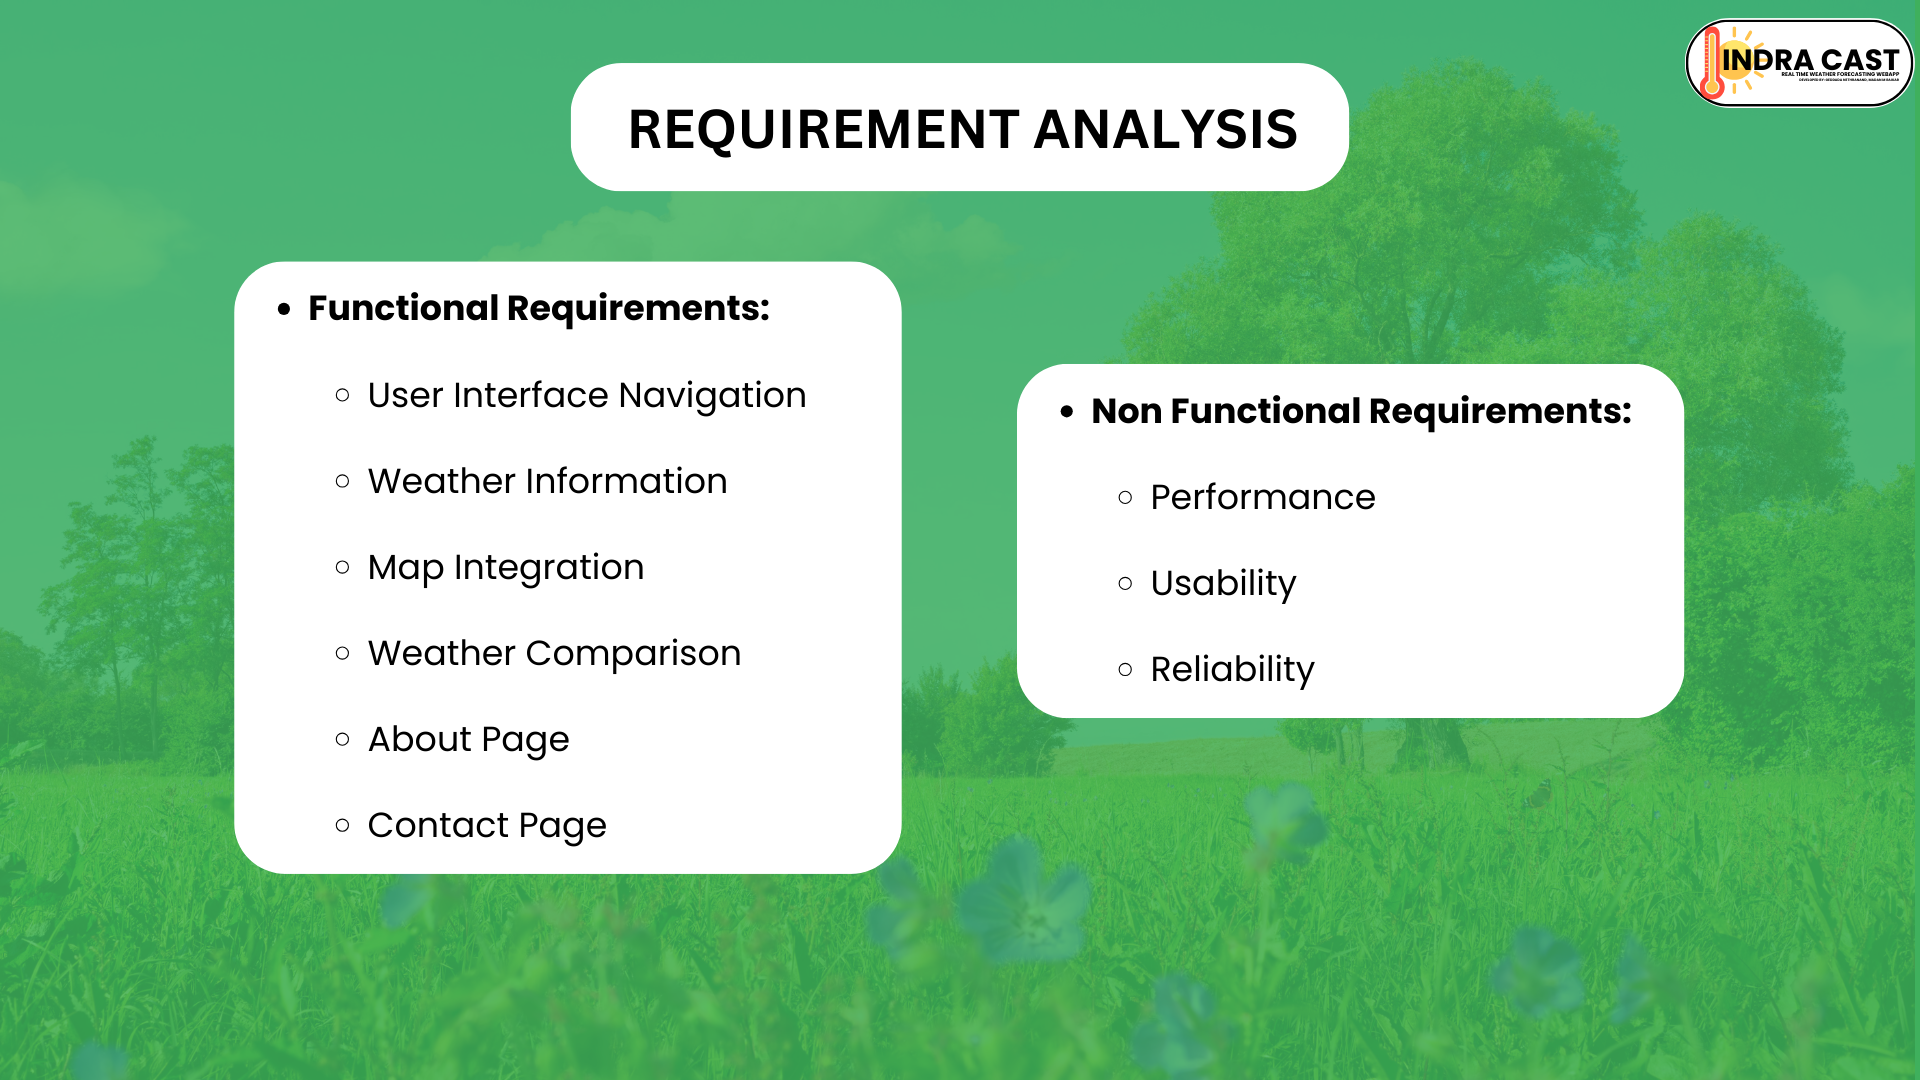 INDRA CAST
REAL TIME WEATHER FORECASTING WEBAPP
REQUIREMENT ANALYSIS
Functional Requirements:
User Interface Navigation
Weather Information
Map Integration
Weather Comparison
About Page
Contact Page
Non Functional Requirements:
Performance
Usability
Reliability